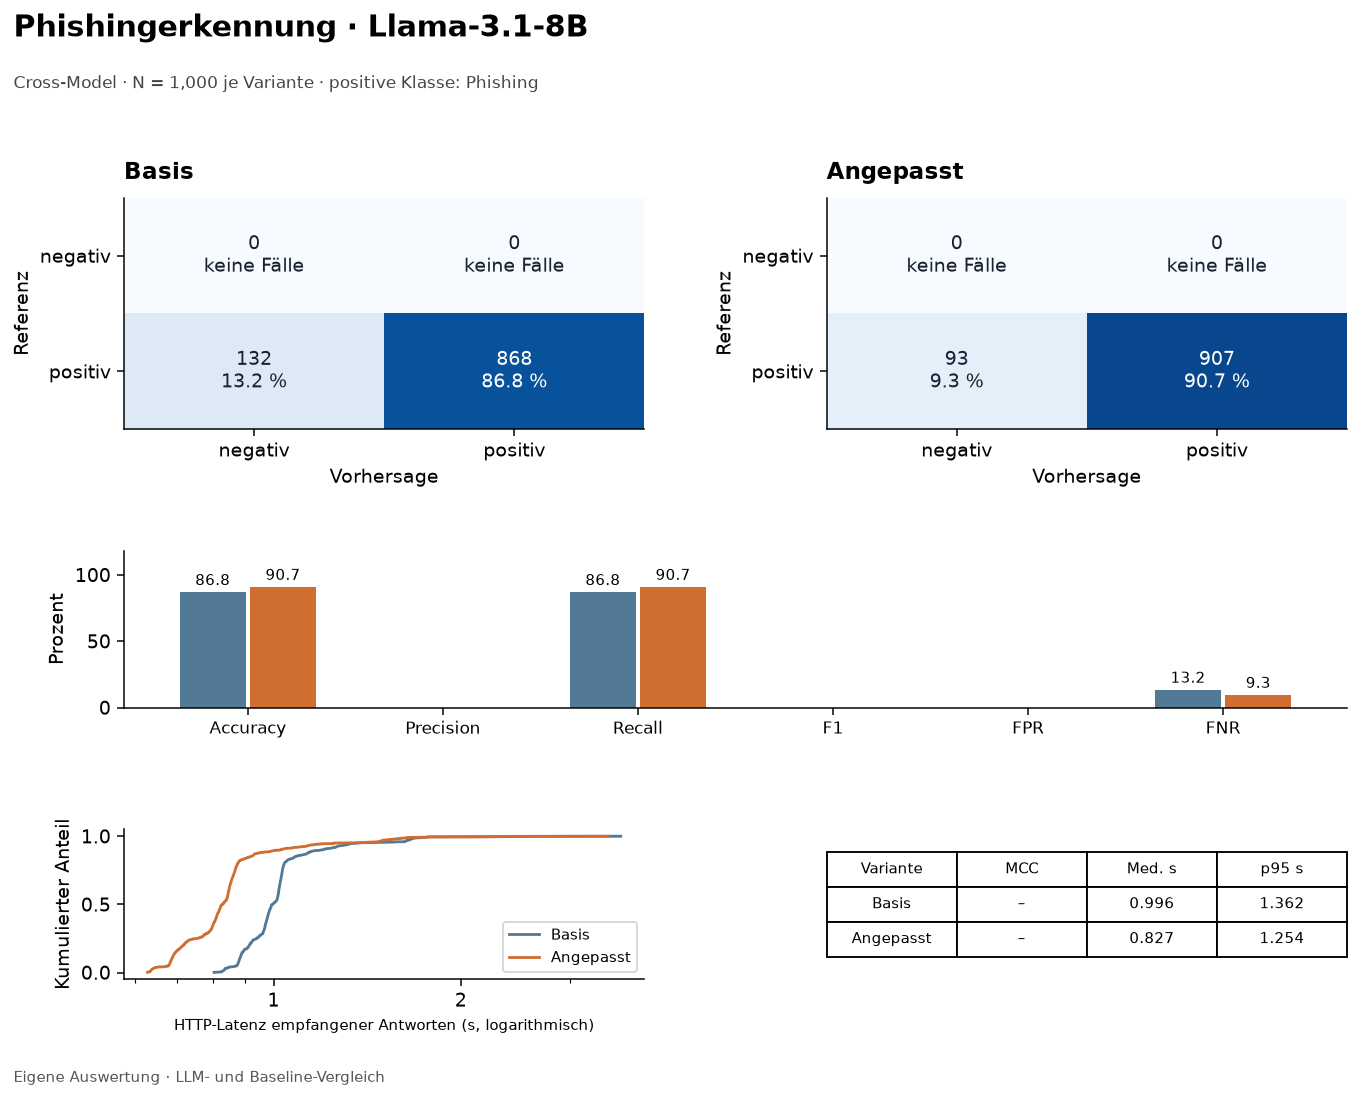 Phishingerkennung · Llama-3.1-8B
Cross-Model · N = 1,000 je Variante · positive Klasse: Phishing
Basis
Referenz
negativ
0
keine Fälle
0
keine Fälle
positiv
132
13.2 %
868
86.8 %
negativ
positiv
Vorhersage
Angepasst
Referenz
negativ
0
keine Fälle
0
keine Fälle
positiv
93
9.3 %
907
90.7 %
negativ
positiv
Vorhersage
Prozent
100
50
0
86.8
90.7
86.8
90.7
13.2
9.3
Accuracy
Precision
Recall
F1
FPR
FNR
Kumulierter Anteil
1.0
0.5
0.0
Basis
Angepasst
1
2
HTTP-Latenz empfangener Antworten (s, logarithmisch)
Variante MCC Med. s p95 s
Basis – 0.996 1.362
Angepasst – 0.827 1.254
Eigene Auswertung · LLM- und Baseline-Vergleich